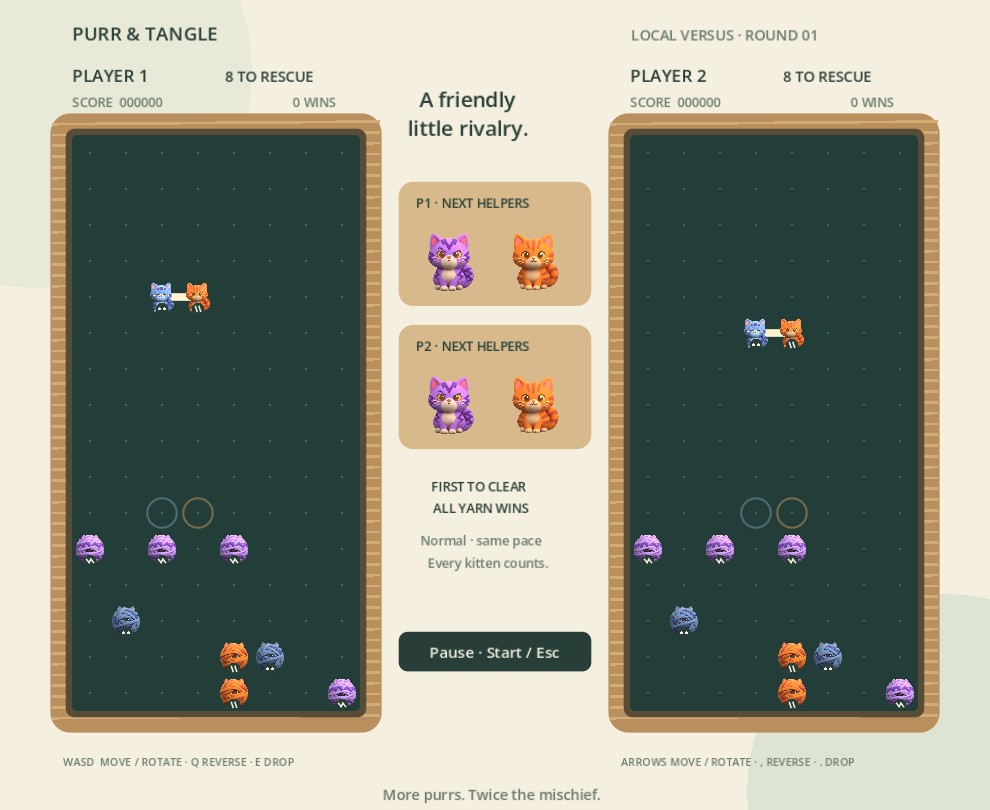 PURR & TANGLE
LOCAL VERSUS · ROUND 01
PLAYER 1
8 TO RESCUE
SCORE 000000
0 WINS
PLAYER 2
8 TO RESCUE
SCORE 000000
0 WINS
A friendly
little rivalry.
P1 · NEXT HELPERS
P2 · NEXT HELPERS
FIRST TO CLEAR
ALL YARN WINS
Normal · same pace
Every kitten counts.
Pause · Start / Esc
WASD MOVE / ROTATE · Q REVERSE · E DROP
ARROWS MOVE / ROTATE · , REVERSE · . DROP
More purrs. Twice the mischief.